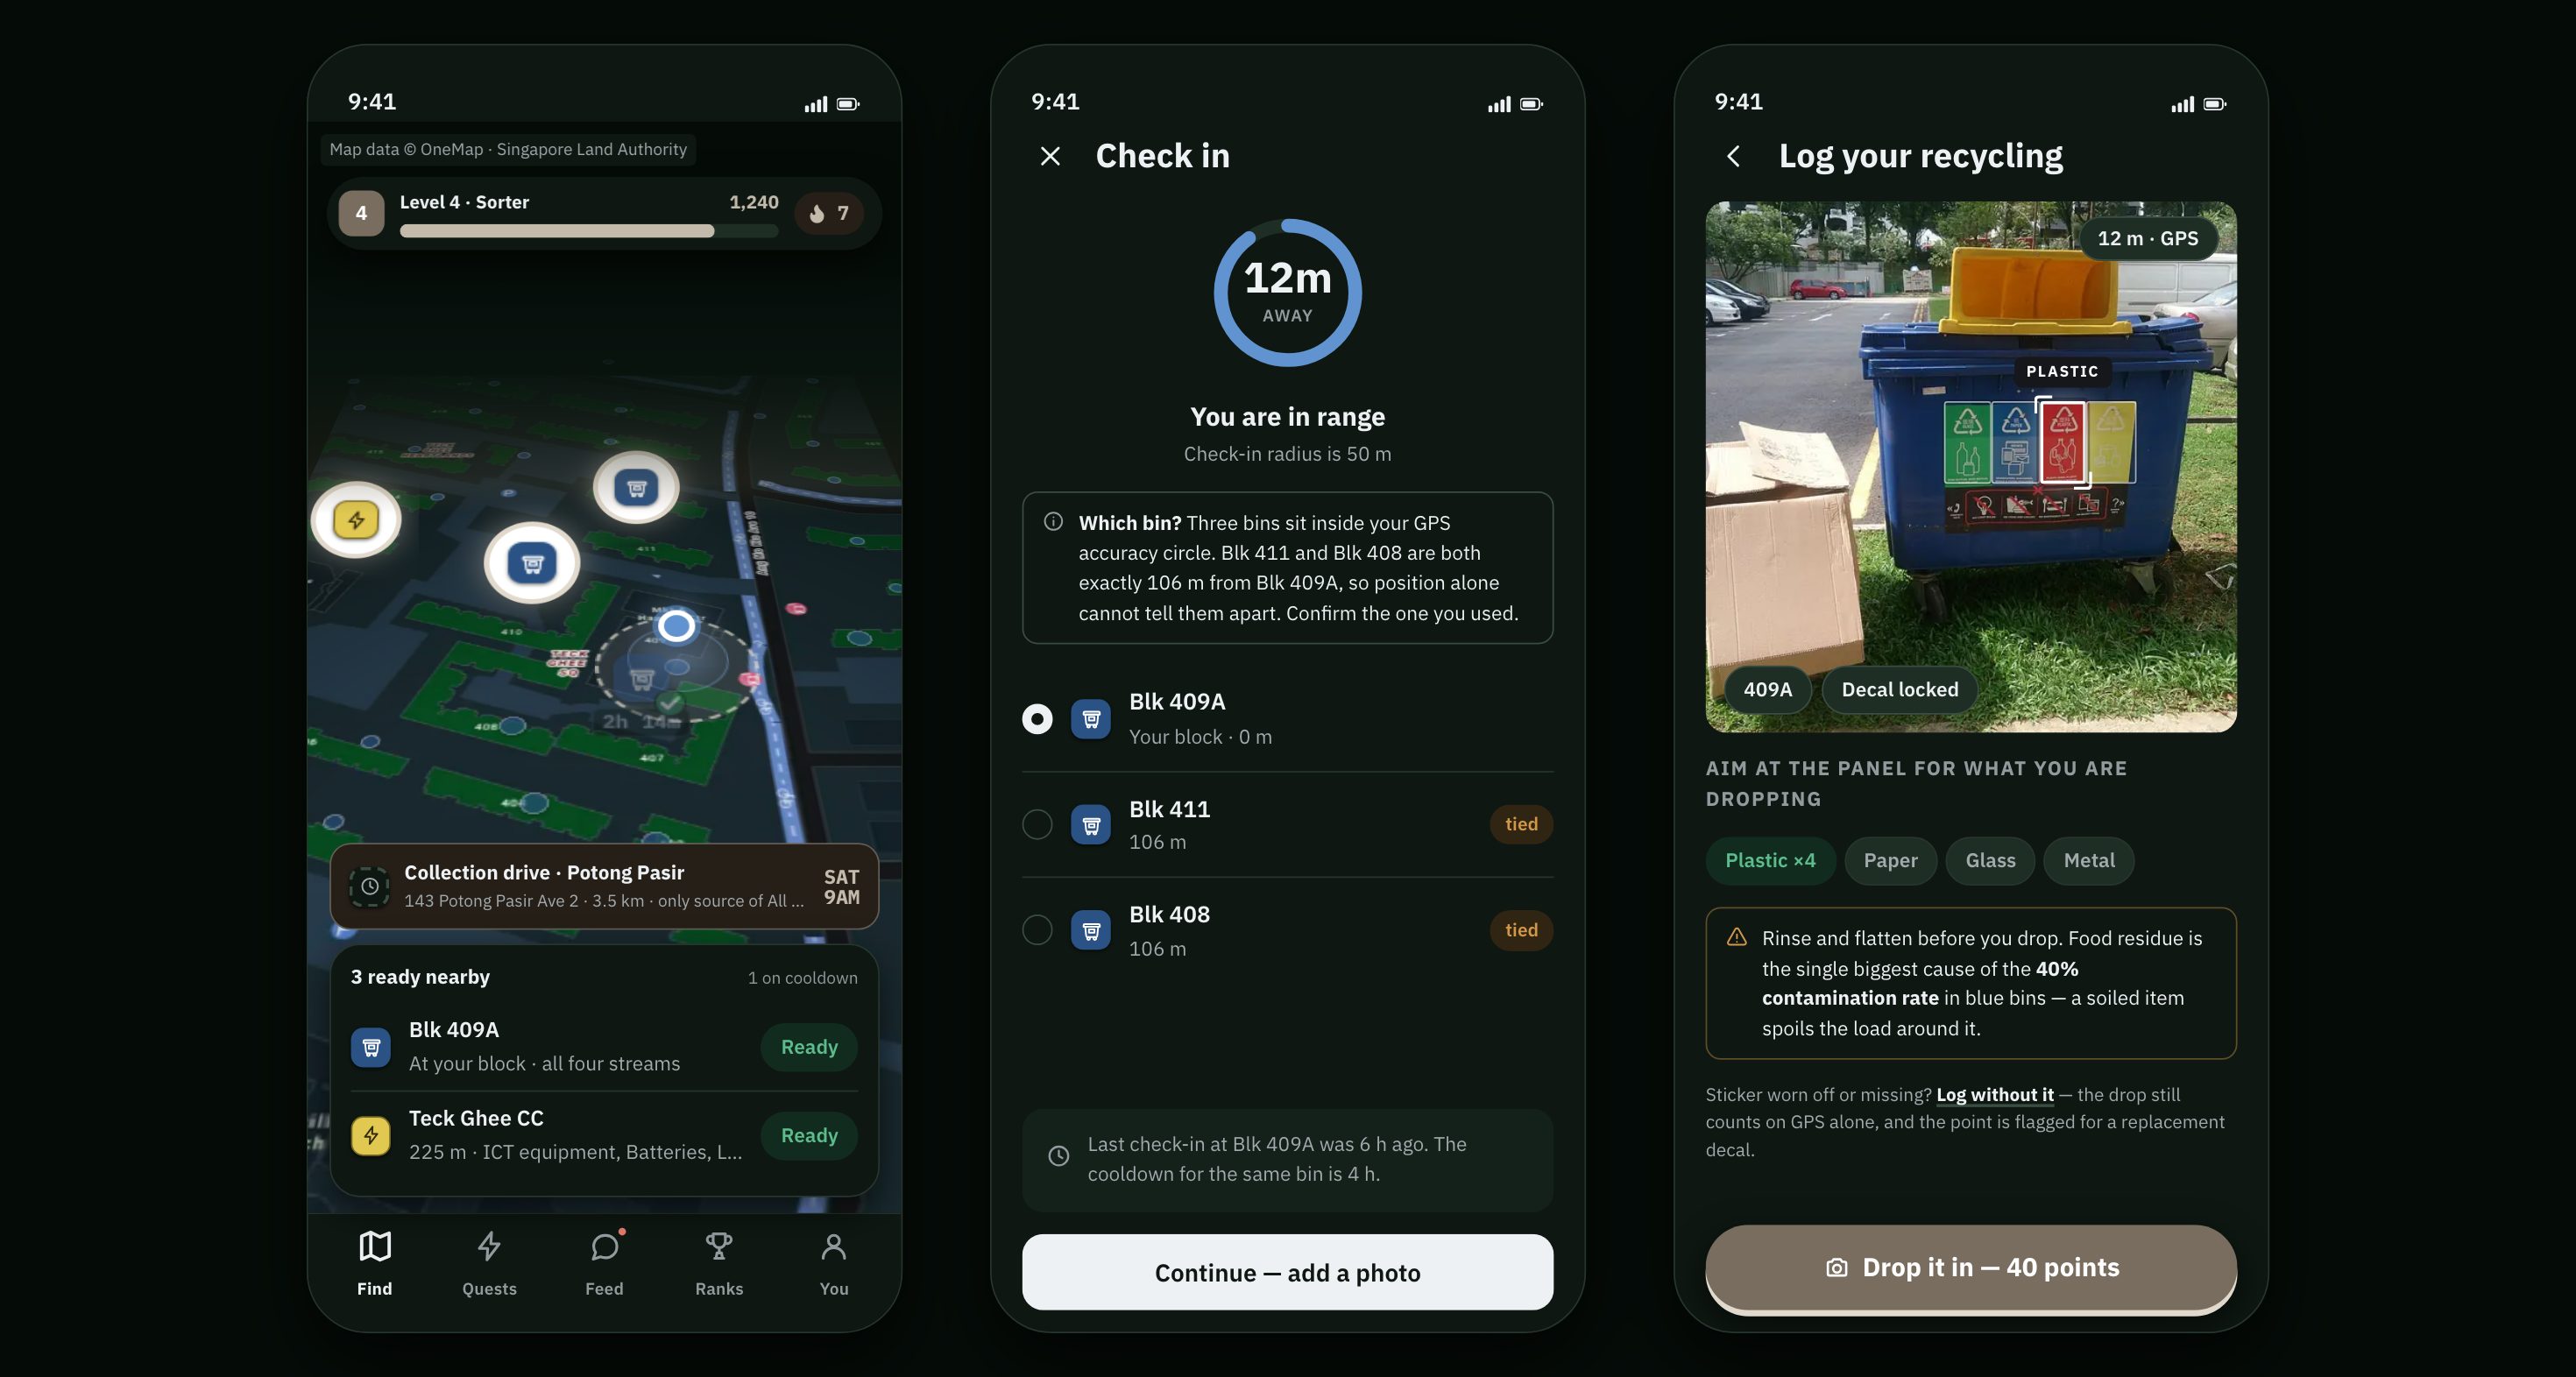 9:41
Map data © OneMap · Singapore Land Authority
4
Level 4 · Sorter
1,240
7
410
TECK
GHEE
SQ
2h 14m
408
407
Collection drive · Potong Pasir
143 Potong Pasir Ave 2 · 3.5 km · only source of All ...
SAT
9AM
3 ready nearby
1 on cooldown
Blk 409A
At your block · all four streams
Ready
Teck Ghee CC
225 m · ICT equipment, Batteries, L...
Ready
Find
Quests
Feed
Ranks
You
9:41
Check in
12m
AWAY
You are in range
Check-in radius is 50 m
Which bin? Three bins sit inside your GPS
accuracy circle. Blk 411 and Blk 408 are both
exactly 106 m from Blk 409A, so position alone
cannot tell them apart. Confirm the one you used.
Blk 409A
Your block · 0 m
Blk 411
106 m
tied
Blk 408
106 m
tied
Last check-in at Blk 409A was 6 h ago. The
cooldown for the same bin is 4 h.
Continue — add a photo
9:41
Log your recycling
12 m · GPS
PLASTIC
409A
Decal locked
AIM AT THE PANEL FOR WHAT YOU ARE
DROPPING
Plastic ×4
Paper
Glass
Metal
Rinse and flatten before you drop. Food residue is
the single biggest cause of the 40%
contamination rate in blue bins — a soiled item
spoils the load around it.
Sticker worn off or missing? Log without it — the drop still
counts on GPS alone, and the point is flagged for a replacement
decal.
Drop it in — 40 points